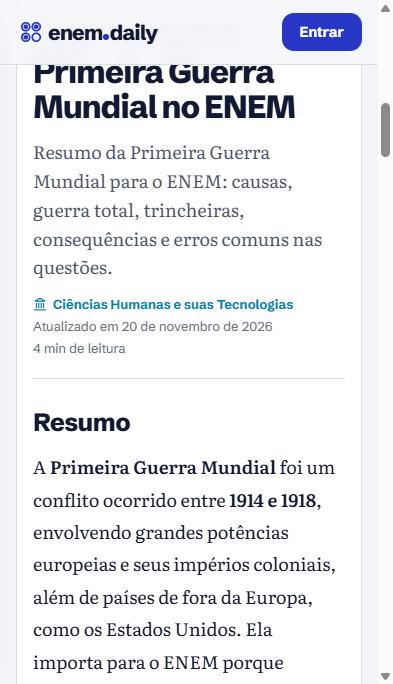 enem.daily
Entrar
Primeira Guerra
Mundial no ENEM
Resumo da Primeira Guerra
Mundial para o ENEM: causas,
guerra total, trincheiras,
consequências e erros comuns nas
questões.
Ciências Humanas e suas Tecnologias
Atualizado em 20 de novembro de 2026
4 min de leitura
Resumo
A Primeira Guerra Mundial foi um
conflito ocorrido entre 1914 e 1918,
envolvendo grandes potências
europeias e seus impérios coloniais,
além de países de fora da Europa,
como os Estados Unidos. Ela
importa para o ENEM porque